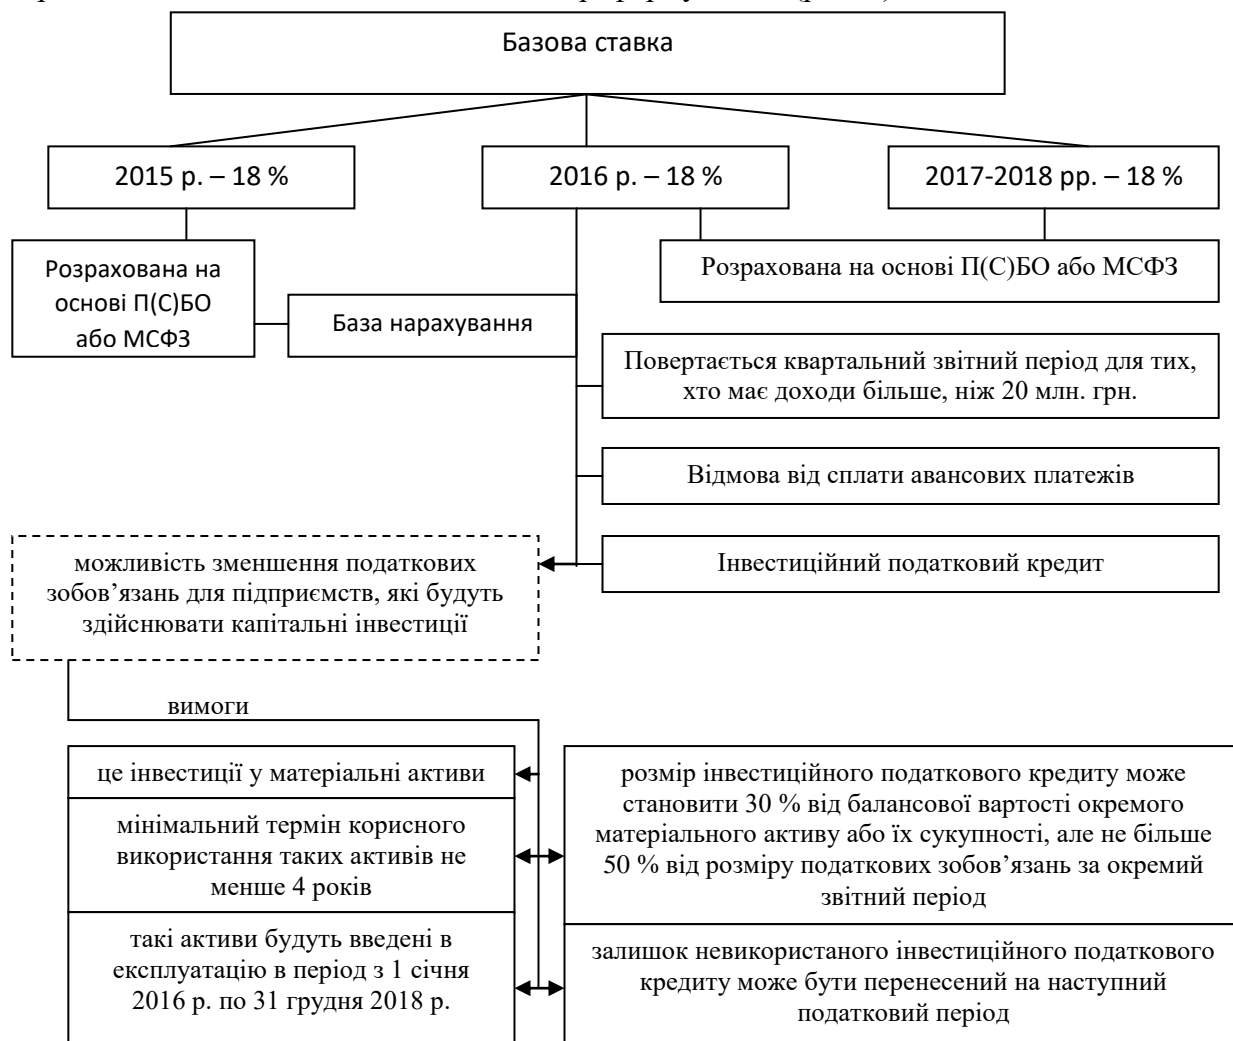 Базова ставка
2015 р. – 18 %
2016 р. – 18 %
2017-2018 рр. – 18 %
Розрахована на
основі П(С)БО
або МСФЗ
База нарахування
Розрахована на основі П(С)БО або МСФЗ
Повертається квартальний звітний період для тих,
хто має доходи більше, ніж 20 млн. грн.
Відмова від сплати авансових платежів
Інвестиційний податковий кредит
можливість зменшення податкових
зобов’язань для підприємств, які будуть
здійснювати капітальні інвестиції
вимоги
це інвестиції у матеріальні активи
мінімальний термін корисного
використання таких активів не
менше 4 років
такі активи будуть введені в
експлуатацію в період з 1 січня
2016 р. по 31 грудня 2018 р.
розмір інвестиційного податкового кредиту може
становити 30 % від балансової вартості окремого
матеріального активу або їх сукупності, але не більше
50 % від розміру податкових зобов’язань за окремий
звітний період
залишок невикористаного інвестиційного податкового
кредиту може бути перенесений на наступний
податковий період